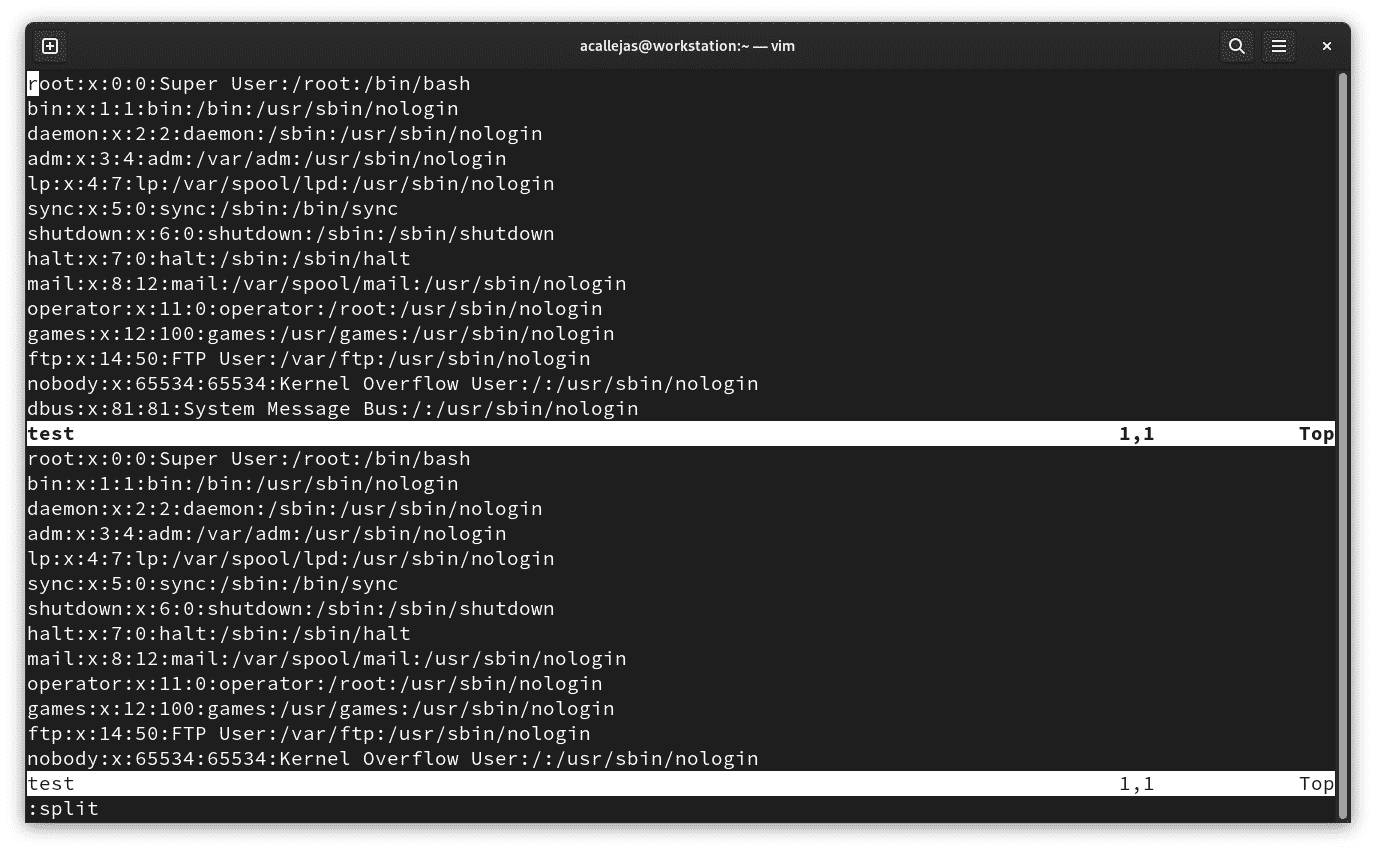 acallejas@workstation:~ — vim
root:x:0:0:Super User:/root:/bin/bash
bin:x:1:1:bin:/bin:/usr/sbin/nologin
daemon:x:2:2:daemon:/sbin:/usr/sbin/nologin
adm:x:3:4:adm:/var/adm:/usr/sbin/nologin
lp:x:4:7:lp:/var/spool/lpd:/usr/sbin/nologin
sync:x:5:0:sync:/sbin:/bin/sync
shutdown:x:6:0:shutdown:/sbin:/sbin/shutdown
halt:x:7:0:halt:/sbin:/sbin/halt
mail:x:8:12:mail:/var/spool/mail:/usr/sbin/nologin
operator:x:11:0:operator:/root:/usr/sbin/nologin
games:x:12:100:games:/usr/games:/usr/sbin/nologin
ftp:x:14:50:FTP User:/var/ftp:/usr/sbin/nologin
nobody:x:65534:65534:Kernel Overflow User:/:/usr/sbin/nologin
dbus:x:81:81:System Message Bus:/:/usr/sbin/nologin
test 1,1 Top
root:x:0:0:Super User:/root:/bin/bash
bin:x:1:1:bin:/bin:/usr/sbin/nologin
daemon:x:2:2:daemon:/sbin:/usr/sbin/nologin
adm:x:3:4:adm:/var/adm:/usr/sbin/nologin
lp:x:4:7:lp:/var/spool/lpd:/usr/sbin/nologin
sync:x:5:0:sync:/sbin:/bin/sync
shutdown:x:6:0:shutdown:/sbin:/sbin/shutdown
halt:x:7:0:halt:/sbin:/sbin/halt
mail:x:8:12:mail:/var/spool/mail:/usr/sbin/nologin
operator:x:11:0:operator:/root:/usr/sbin/nologin
games:x:12:100:games:/usr/games:/usr/sbin/nologin
ftp:x:14:50:FTP User:/var/ftp:/usr/sbin/nologin
nobody:x:65534:65534:Kernel Overflow User:/:/usr/sbin/nologin
test 1,1 Top
:split